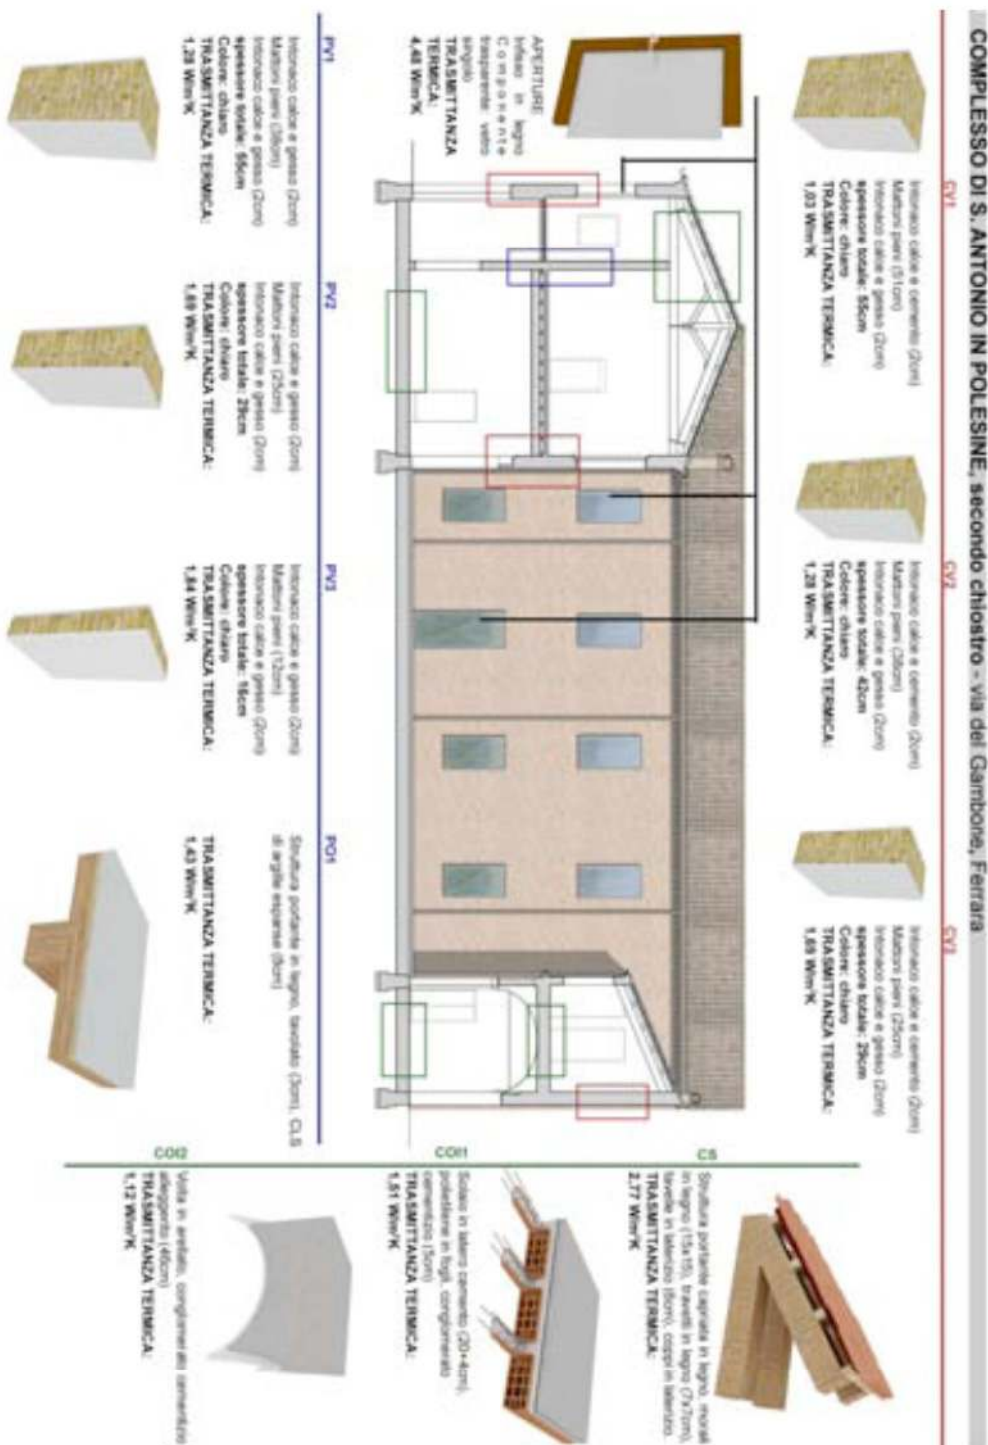 COMPLESSO DI S. ANTONIO IN POLESINE, secondo chiostro - via del Gambone, Ferrara
CV1
Intonaco calce e cemento (2cm)
Mattoni pieni (51cm)
Intonaco calce e gesso (2cm)
spessore totale: 55cm
Colore: chiaro
TRASMITTANZA TERMICA:
1,03 W/m²K
CV2
Intonaco calce e cemento (2cm)
Mattoni pieni (38cm)
Intonaco calce e gesso (2cm)
spessore totale: 42cm
Colore: chiaro
TRASMITTANZA TERMICA:
1,28 W/m²K
CV3
Intonaco calce e cemento (2cm)
Mattoni pieni (25cm)
Intonaco calce e gesso (2cm)
spessore totale: 29cm
Colore: chiaro
TRASMITTANZA TERMICA:
1,69 W/m²K
APERTURE
Infisso in legno
Componente
trasparente vetro
singolo
TRASMITTANZA
TERMICA:
4,48 W/m²K
CS
Struttura portante capriata in legno, morali
in legno (15x15), travetti in legno (7x7cm),
tavelle in laterizio (6cm), coppi in laterizio.
TRASMITTANZA TERMICA:
2,77 W/m²K
COI1
Solaio in latero cemento (20+4cm),
polietilene in fogli, conglomerato
cementizio (5cm)
TRASMITTANZA TERMICA:
1,51 W/m²K
COI2
Volta in arellato, conglomerato cementizio
alleggerito (46cm)
TRASMITTANZA TERMICA:
1,12 W/m²K
PV1
Intonaco calce e gesso (2cm)
Mattoni pieni (38cm)
Intonaco calce e gesso (2cm)
spessore totale: 55cm
Colore: chiaro
TRASMITTANZA TERMICA:
1,28 W/m²K
PV2
Intonaco calce e gesso (2cm)
Mattoni pieni (25cm)
Intonaco calce e gesso (2cm)
spessore totale: 29cm
Colore: chiaro
TRASMITTANZA TERMICA:
1,69 W/m²K
PV3
Intonaco calce e gesso (2cm)
Mattoni pieni (12cm)
Intonaco calce e gesso (2cm)
spessore totale: 16cm
Colore: chiaro
TRASMITTANZA TERMICA:
1,84 W/m²K
PO1
Struttura portante in legno, tavolato (3cm), CLS
di argille espanse (8cm)
TRASMITTANZA TERMICA:
1,43 W/m²K